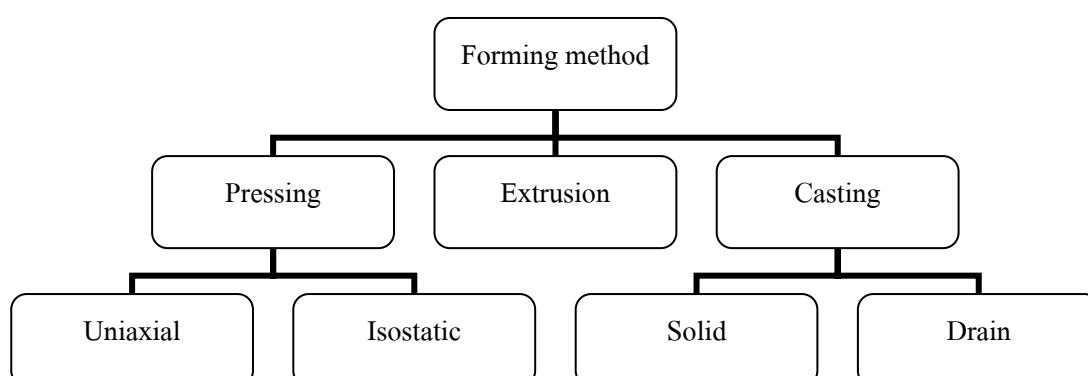 Forming method
Pressing
Extrusion
Casting
Uniaxial
Isostatic
Solid
Drain